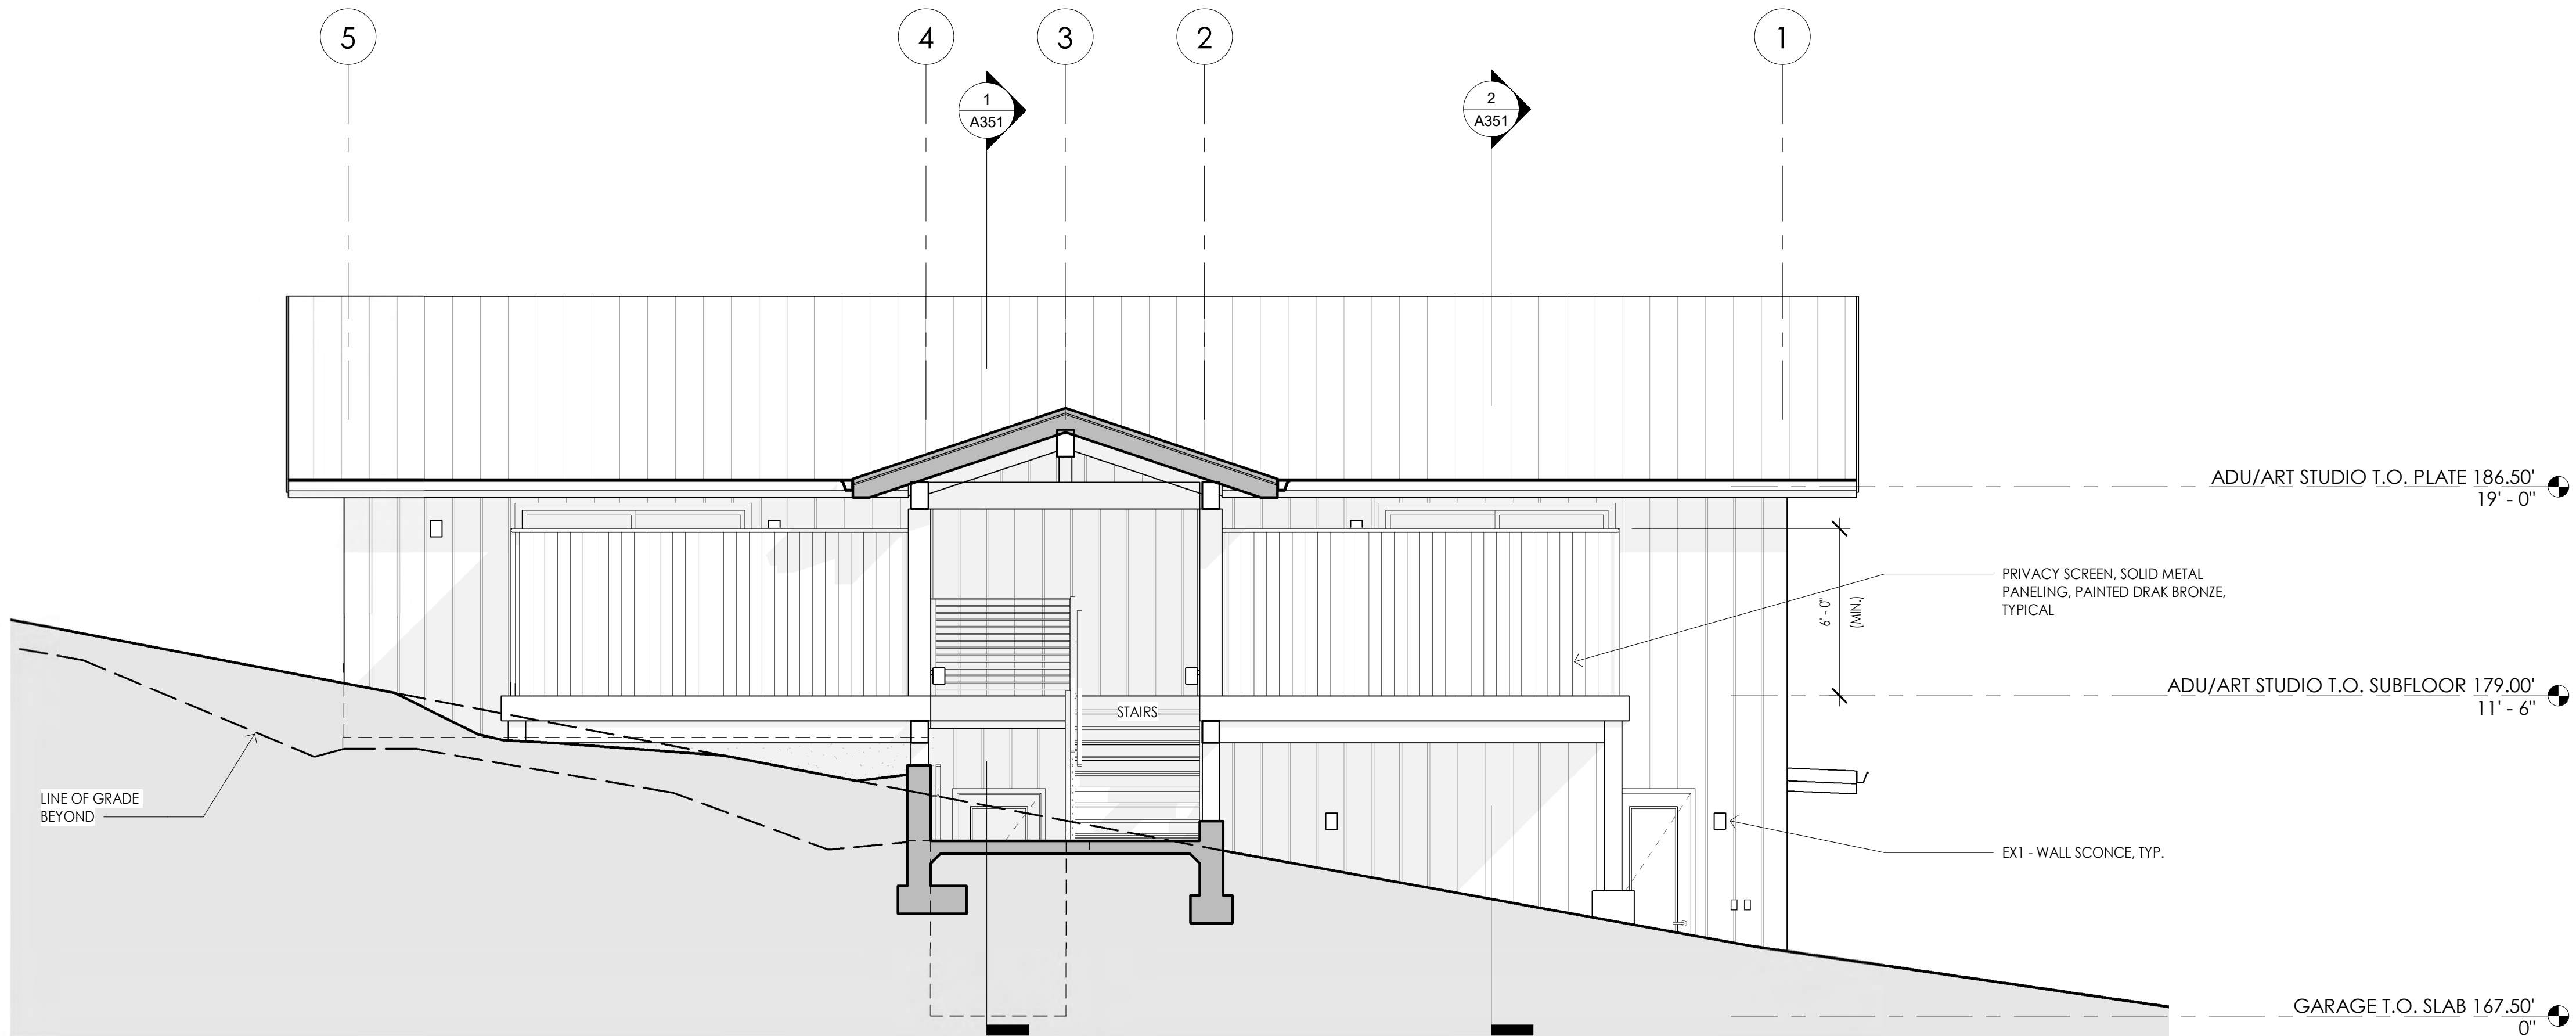 5
4
3
2
1
1
A351
2
A351
ADU/ART STUDIO T.O. PLATE 186.50'
19' - 0"
PRIVACY SCREEN, SOLID METAL
PANELING, PAINTED DRAK BRONZE,
TYPICAL
6' - 0"
(MIN.)
ADU/ART STUDIO T.O. SUBFLOOR 179.00'
11' - 6"
STAIRS
LINE OF GRADE
BEYOND
EX1 - WALL SCONCE, TYP.
GARAGE T.O. SLAB 167.50'
0"